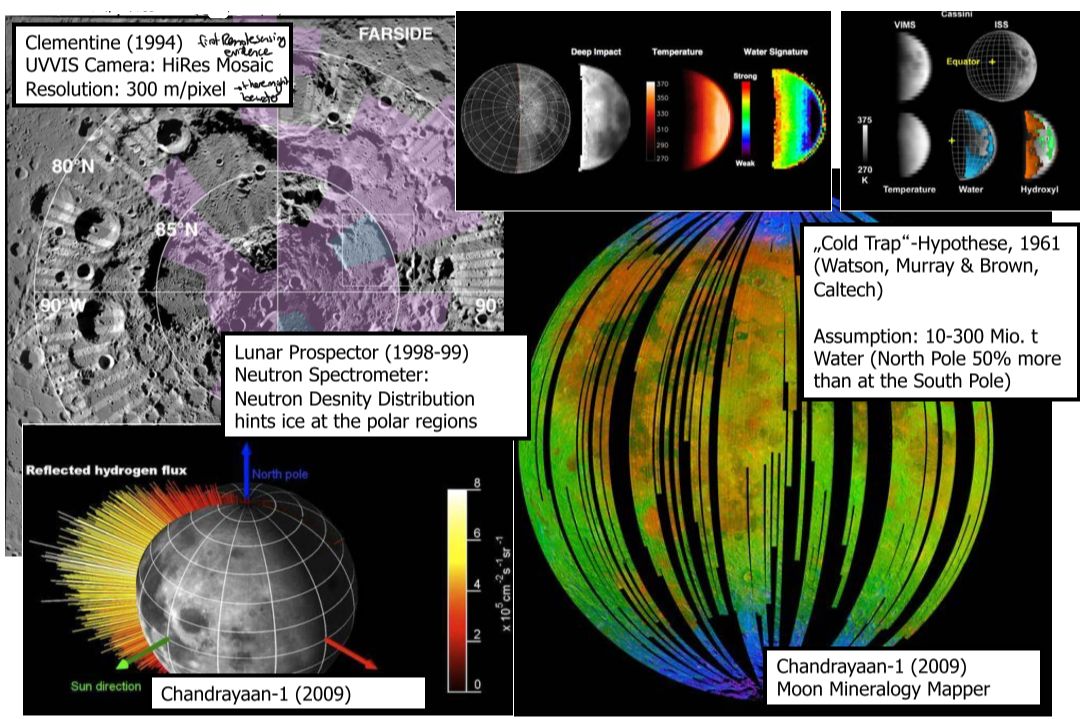 Clementine (1994) first Remote sensing
evidence
UVVIS Camera: HiRes Mosaic
Resolution: 300 m/pixel → there might
FARSIDE
80°N
85°N
90°W
90°
Deep Impact
Temperature
Water Signature
370
350
330
310
290
270
Strong
Weak
Cassini
VIMS
ISS
Equator
375
270
K
Temperature
Water
Hydroxyl
„Cold Trap“-Hypothese, 1961
(Watson, Murray & Brown,
Caltech)
Assumption: 10-300 Mio. t
Water (North Pole 50% more
than at the South Pole)
Lunar Prospector (1998-99)
Neutron Spectrometer:
Neutron Desnity Distribution
hints ice at the polar regions
Reflected hydrogen flux
North pole
8
6
4
2
0
x 10⁵ cm⁻² s⁻¹ sr⁻¹
Sun direction
Chandrayaan-1 (2009)
Chandrayaan-1 (2009)
Moon Mineralogy Mapper